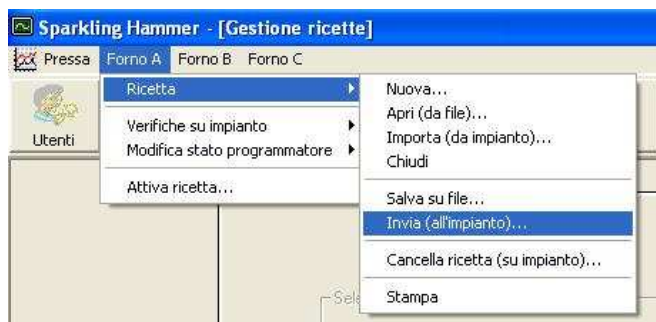 Sparkling Hammer - [Gestione ricette]
Pressa Forno A Forno B Forno C
Utenti
Ricetta
Verifiche su impianto
Modifica stato programmatore
Attiva ricetta...
Nuova...
Apri (da file)...
Importa (da impianto)...
Chiudi
Salva su file...
Invia (all'impianto)...
Cancella ricetta (su impianto)...
Stampa